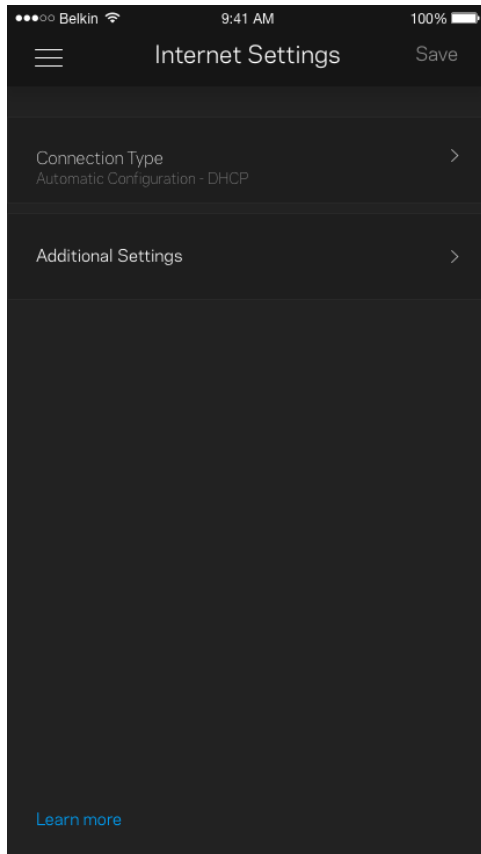 Belkin 9:41 AM 100%
Internet Settings Save
Connection Type
Automatic Configuration - DHCP
Additional Settings
Learn more